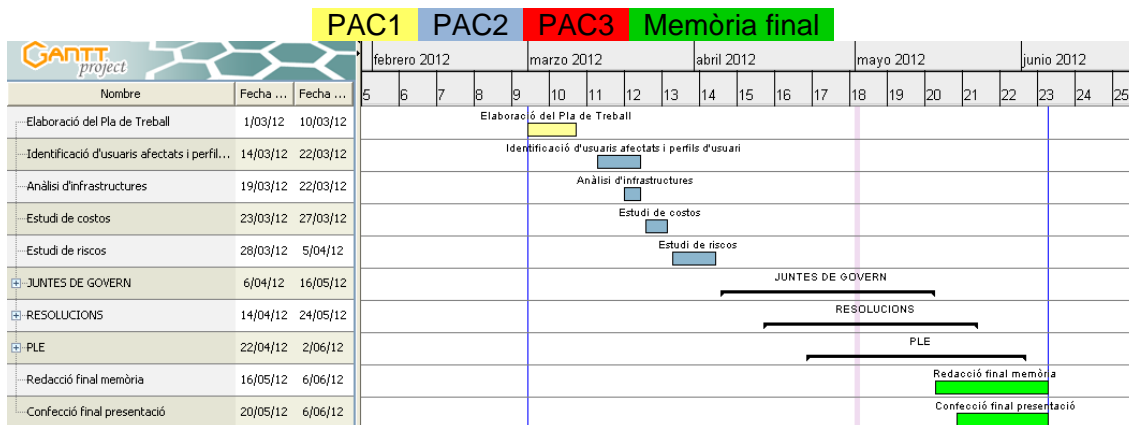 PAC1 PAC2 PAC3 Memòria final
GANTT project
febrero 2012 marzo 2012 abril 2012 mayo 2012 junio 2012
Nombre Fecha ... Fecha ...
5 6 7 8 9 10 11 12 13 14 15 16 17 18 19 20 21 22 23 24 25
Elaboració del Pla de Treball 1/03/12 10/03/12 Elaboració del Pla de Treball
Identificació d'usuaris afectats i perfil... 14/03/12 22/03/12 Identificació d'usuaris afectats i perfils d'usuari
Anàlisi d'infrastructures 19/03/12 22/03/12 Anàlisi d'infrastructures
Estudi de costos 23/03/12 27/03/12 Estudi de costos
Estudi de riscos 28/03/12 5/04/12 Estudi de riscos
JUNTES DE GOVERN 6/04/12 16/05/12 JUNTES DE GOVERN
RESOLUCIONS 14/04/12 24/05/12 RESOLUCIONS
PLE 22/04/12 2/06/12 PLE
Redacció final memòria 16/05/12 6/06/12 Redacció final memòria
Confecció final presentació 20/05/12 6/06/12 Confecció final presentació